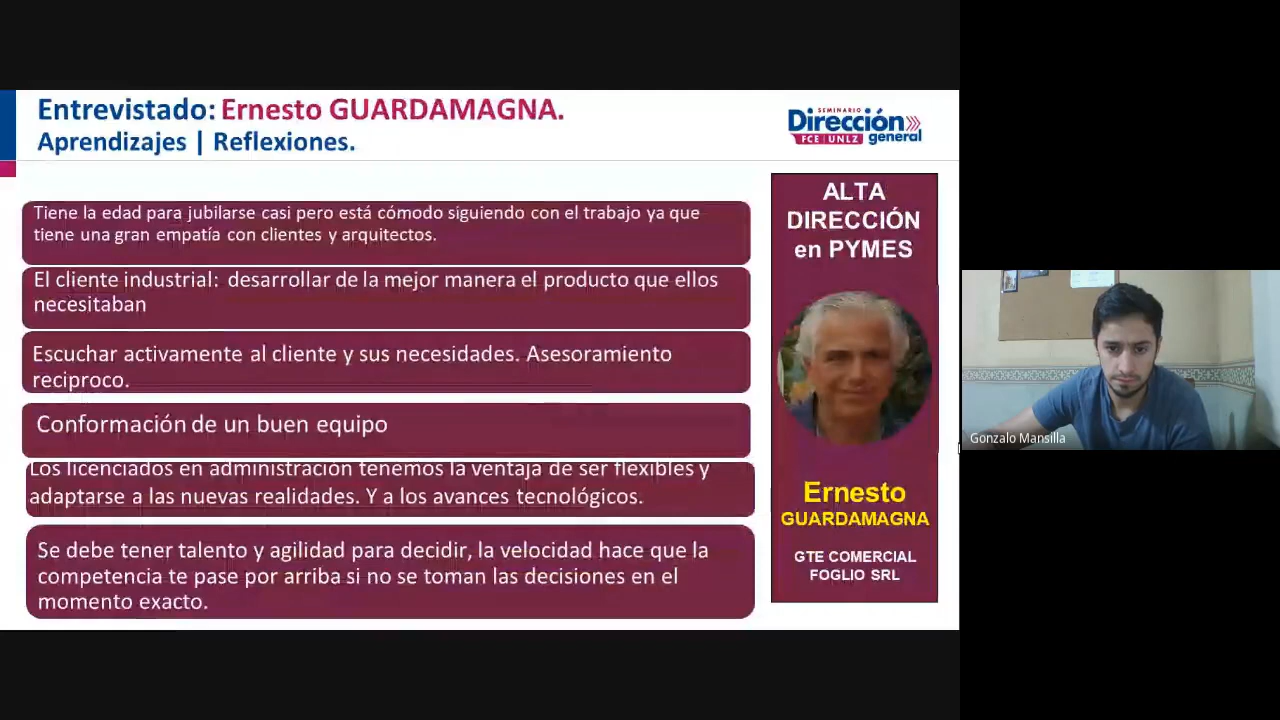 Entrevistado: Ernesto GUARDAMAGNA.
Aprendizajes | Reflexiones.
SEMINARIO
Dirección
FCE UNLZ general
Tiene la edad para jubilarse casi pero está cómodo siguiendo con el trabajo ya que
tiene una gran empatía con clientes y arquitectos.
El cliente industrial: desarrollar de la mejor manera el producto que ellos
necesitaban
Escuchar activamente al cliente y sus necesidades. Asesoramiento
reciproco.
Conformación de un buen equipo
Los licenciados en administración tenemos la ventaja de ser flexibles y
adaptarse a las nuevas realidades. Y a los avances tecnológicos.
Se debe tener talento y agilidad para decidir, la velocidad hace que la
competencia te pase por arriba si no se toman las decisiones en el
momento exacto.
ALTA
DIRECCIÓN
en PYMES
Ernesto
GUARDAMAGNA
GTE COMERCIAL
FOGLIO SRL
Gonzalo Mansilla